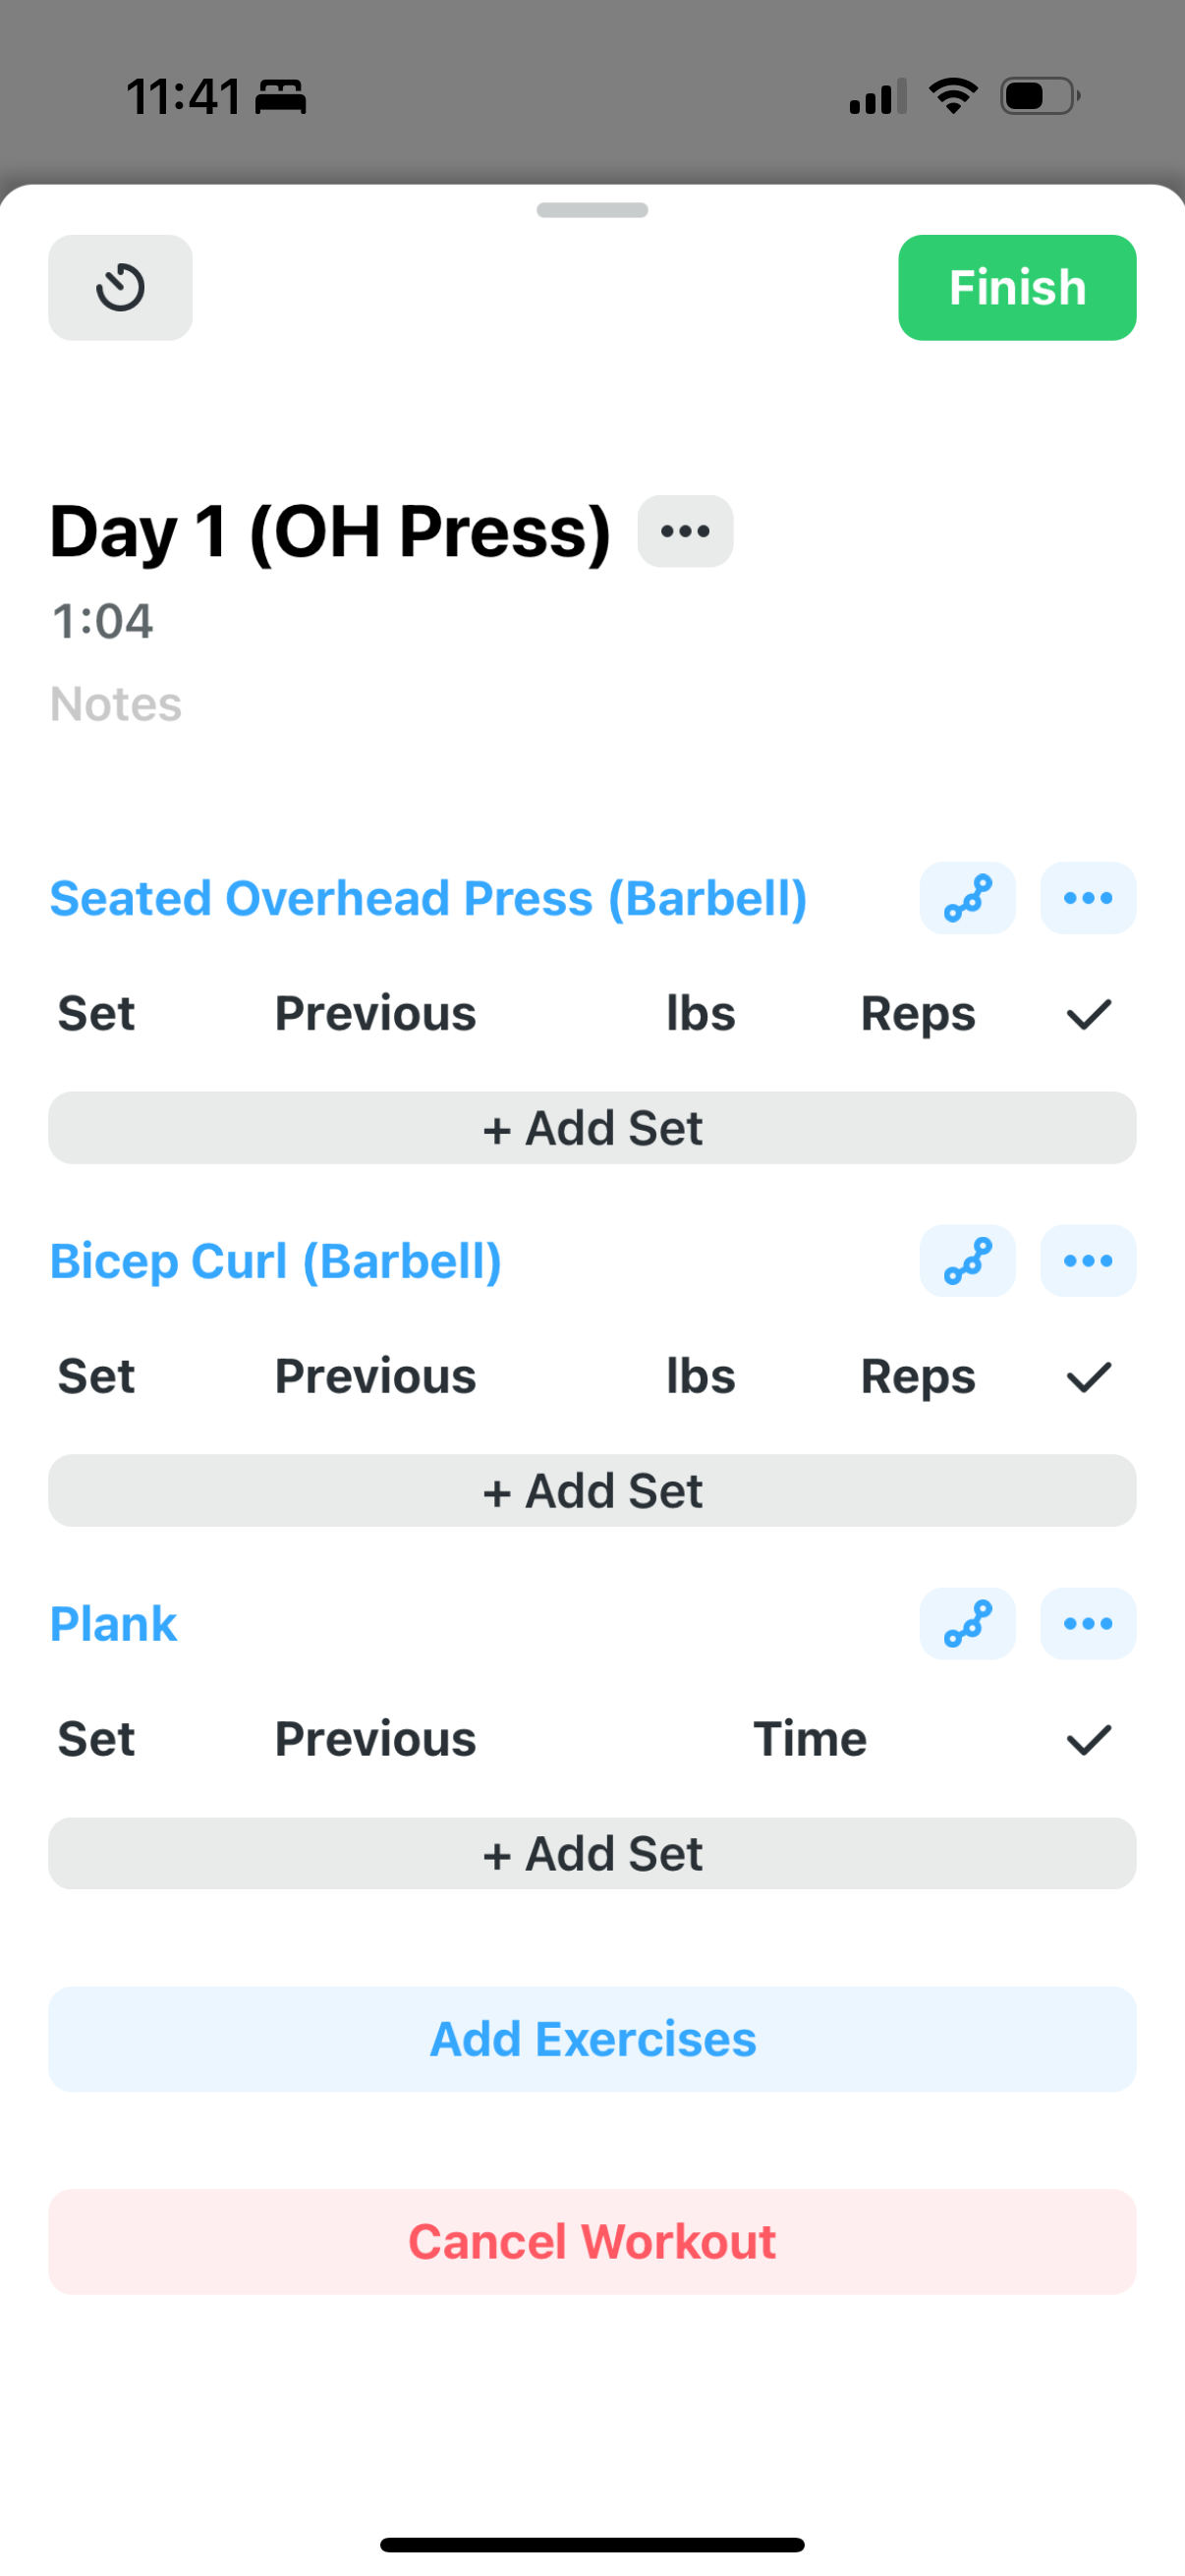 11:41
Finish
Day 1 (OH Press)
1:04
Notes
Seated Overhead Press (Barbell)
Set Previous lbs Reps
+ Add Set
Bicep Curl (Barbell)
Set Previous lbs Reps
+ Add Set
Plank
Set Previous Time
+ Add Set
Add Exercises
Cancel Workout